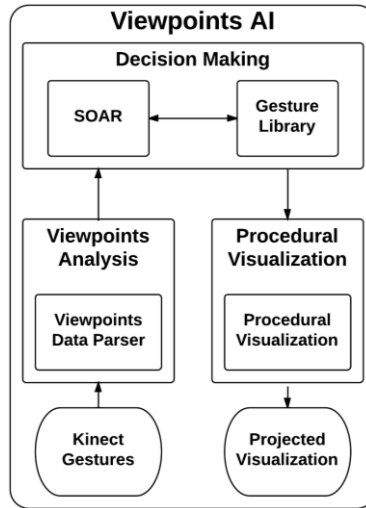 Viewpoints AI
Decision Making
SOAR
Gesture
Library
Viewpoints
Analysis
Viewpoints
Data Parser
Procedural
Visualization
Procedural
Visualization
Kinect
Gestures
Projected
Visualization